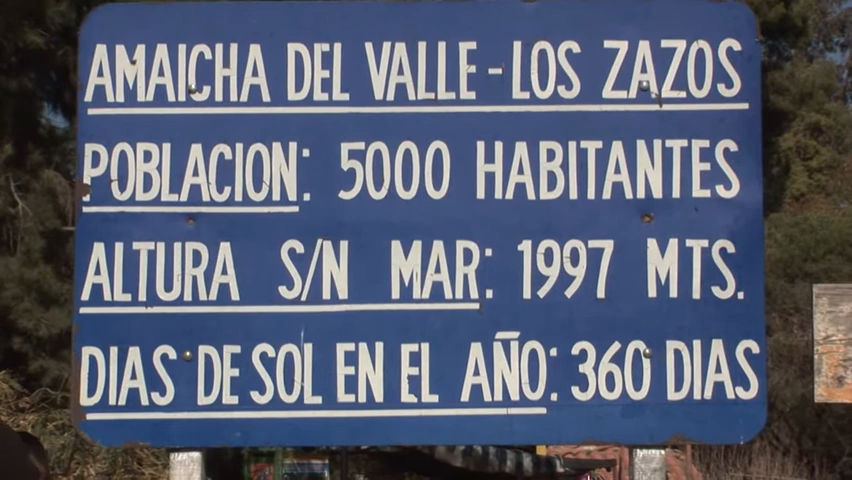 AMAICHA DEL VALLE - LOS ZAZOS
POBLACION: 5000 HABITANTES
ALTURA S/N MAR: 1997 MTS.
DIAS DE SOL EN EL AÑO: 360 DIAS